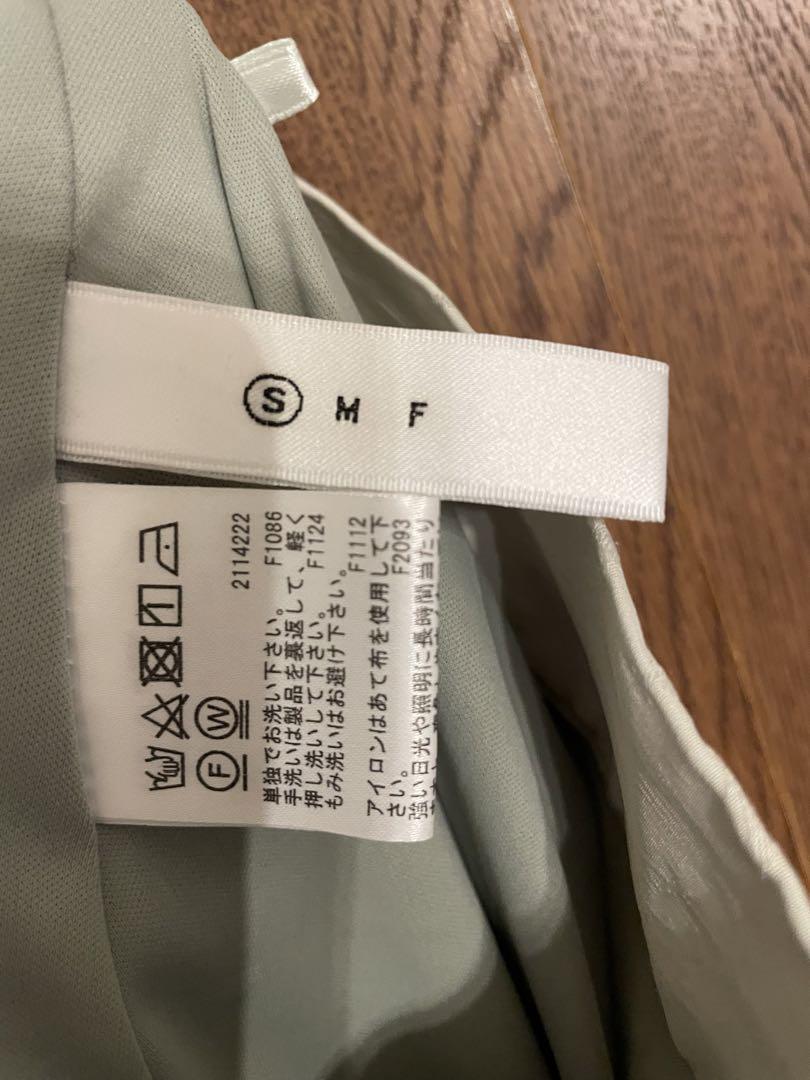 S M F
2114222
F W
単独でお洗い下さい。 F1086
手洗いは製品を裏返して、軽く
押し洗いして下さい。 F1124
もみ洗いはお避け下さい。
F1112
アイロンはあて布を使用して下
さい。 F2093
強い日光や照明に長時間当たり